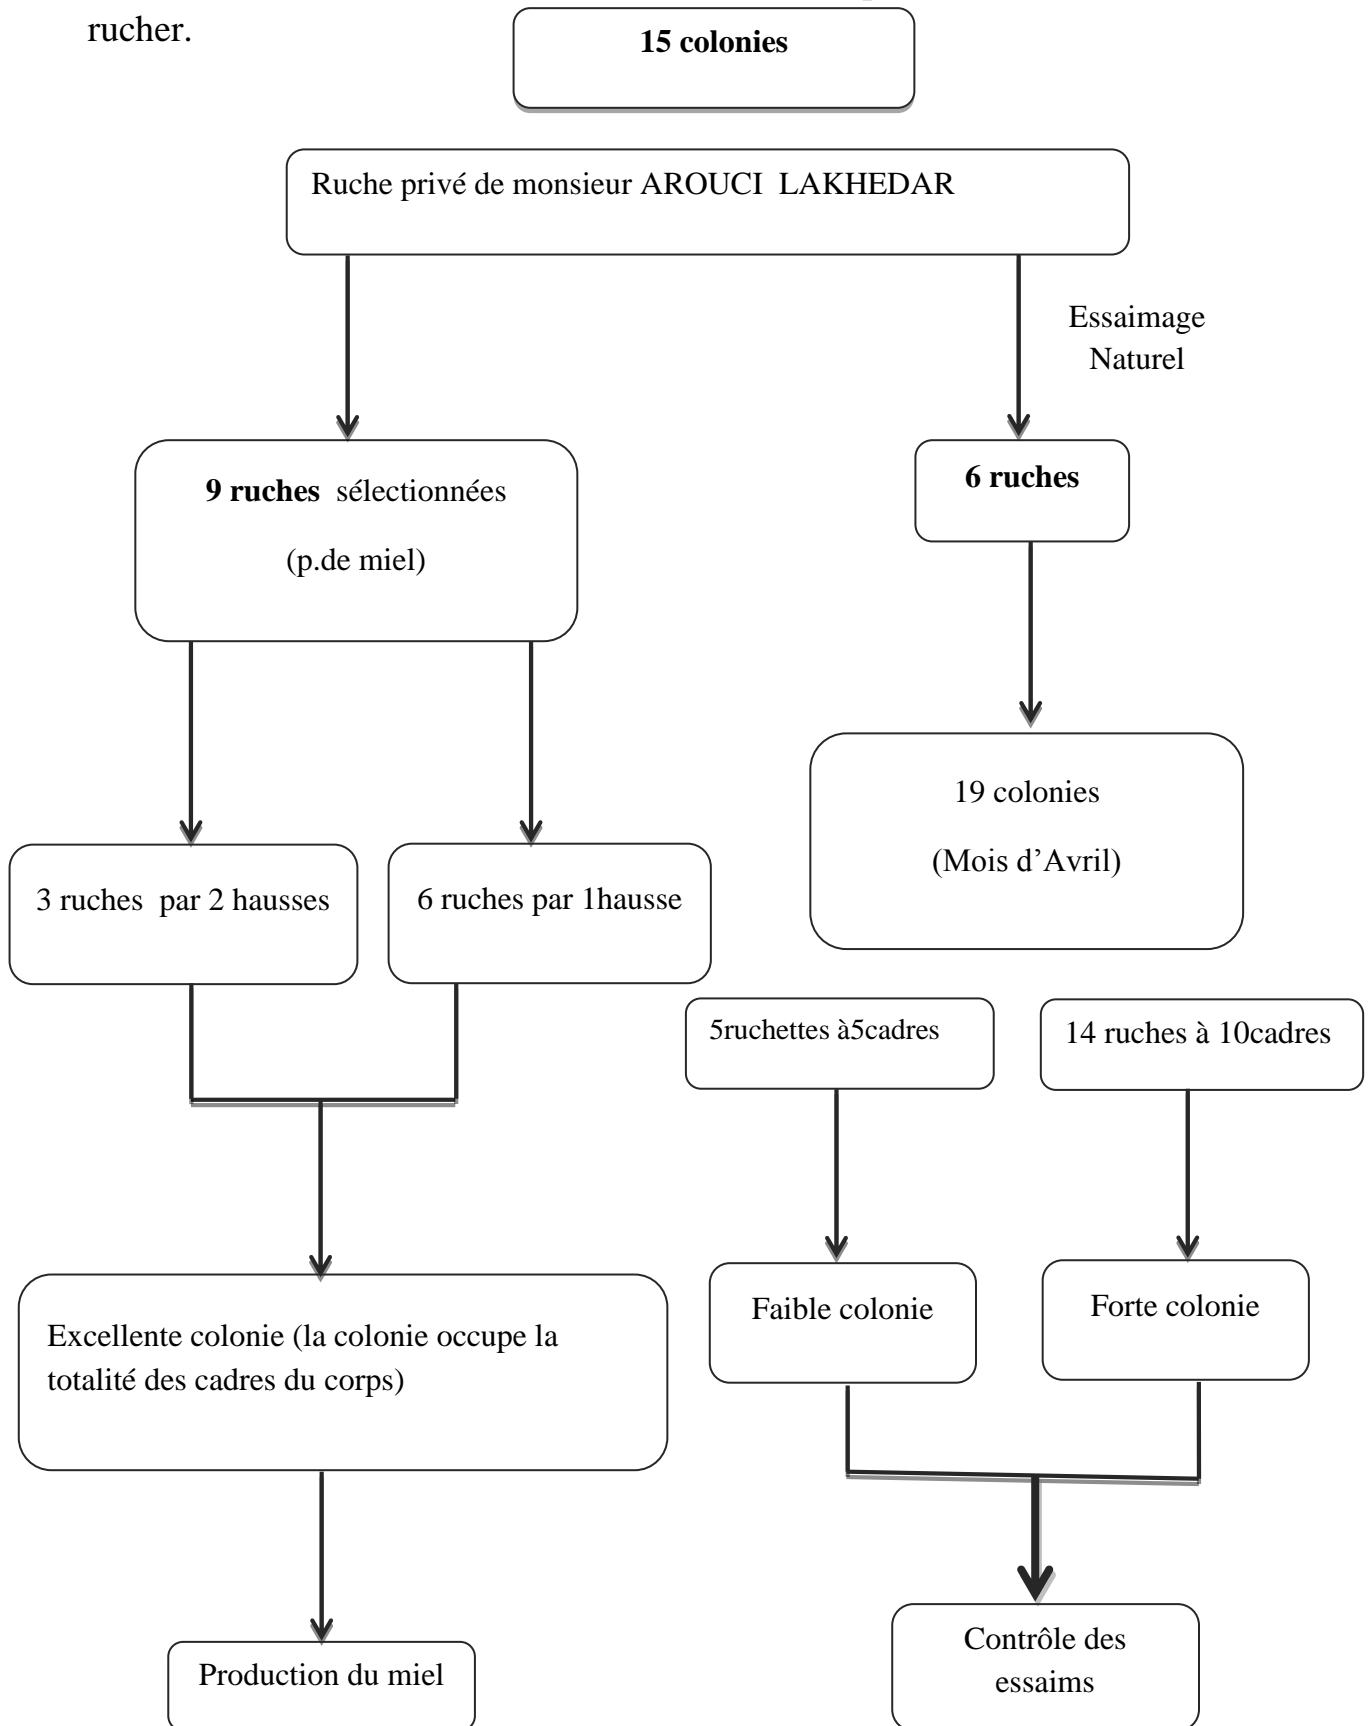 rucher.
15 colonies
Ruche privé de monsieur AROUCI LAKHEDAR
Essaimage
Naturel
9 ruches sélectionnées
(p.de miel)
6 ruches
19 colonies
(Mois d’Avril)
3 ruches par 2 hausses
6 ruches par 1hausse
5ruchettes à5cadres
14 ruches à 10cadres
Faible colonie
Forte colonie
Excellente colonie (la colonie occupe la
totalité des cadres du corps)
Production du miel
Contrôle des
essaims